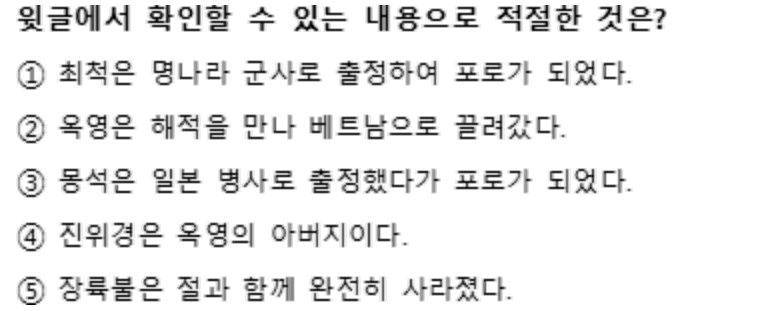 윗글에서 확인할 수 있는 내용으로 적절한 것은?
① 최척은 명나라 군사로 출정하여 포로가 되었다.
② 옥영은 해적을 만나 베트남으로 끌려갔다.
③ 몽석은 일본 병사로 출정했다가 포로가 되었다.
④ 진위경은 옥영의 아버지이다.
⑤ 장륙불은 절과 함께 완전히 사라졌다.